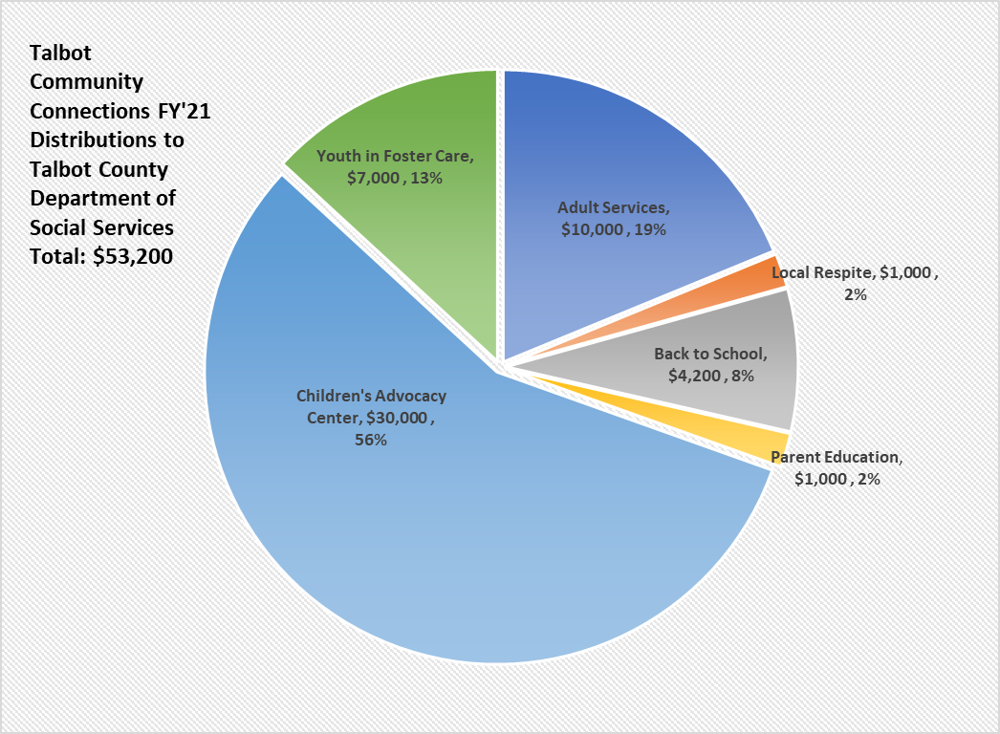 Talbot
Community
Connections FY'21
Distributions to
Talbot County
Department of
Social Services
Total: $53,200
Youth in Foster Care,
$7,000 , 13%
Adult Services,
$10,000 , 19%
Local Respite, $1,000 ,
2%
Back to School,
$4,200 , 8%
Children's Advocacy
Center, $30,000 ,
56%
Parent Education,
$1,000 , 2%